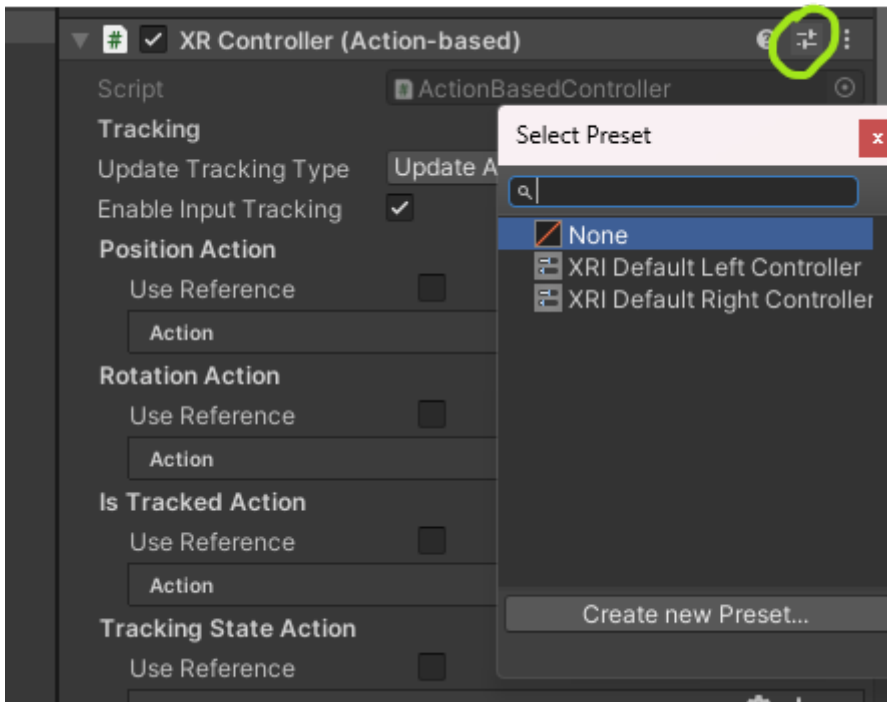 # XR Controller (Action-based)
Script ActionBasedController
Tracking
Update Tracking Type Update A
Enable Input Tracking
Position Action
Use Reference
Action
Rotation Action
Use Reference
Action
Is Tracked Action
Use Reference
Action
Tracking State Action
Use Reference
Select Preset x
None
XRI Default Left Controller
XRI Default Right Controller
Create new Preset...